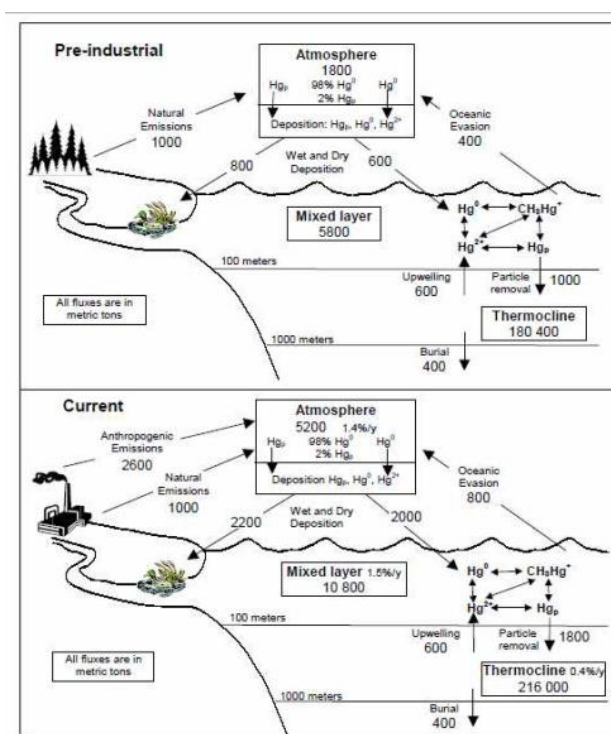 Pre-industrial
Atmosphere
1800
Hgₚ 98% Hg⁰ Hg⁰
2% Hgₚ
Deposition: Hgₚ, Hg⁰, Hg²⁺
Natural
Emissions
1000
Oceanic
Evasion
400
800
Wet and Dry
Deposition
600
Mixed layer
5800
Hg⁰ CH₃Hg⁺
Hg²⁺ Hgₚ
100 meters
Upwelling
600
Particle
removal
1000
All fluxes are in
metric tons
Thermocline
180 400
1000 meters
Burial
400
Current
Atmosphere
5200 1.4%/y
Hgₚ 98% Hg⁰ Hg⁰
2% Hgₚ
Deposition Hgₚ, Hg⁰, Hg²⁺
Anthropogenic
Emissions
2600
Natural
Emissions
1000
Oceanic
Evasion
800
2200
Wet and Dry
Deposition
2000
Mixed layer 1.5%/y
10 800
Hg⁰ CH₃Hg⁺
Hg²⁺ Hgₚ
100 meters
Upwelling
600
Particle
removal
1800
All fluxes are in
metric tons
Thermocline 0.4%/y
216 000
1000 meters
Burial
400